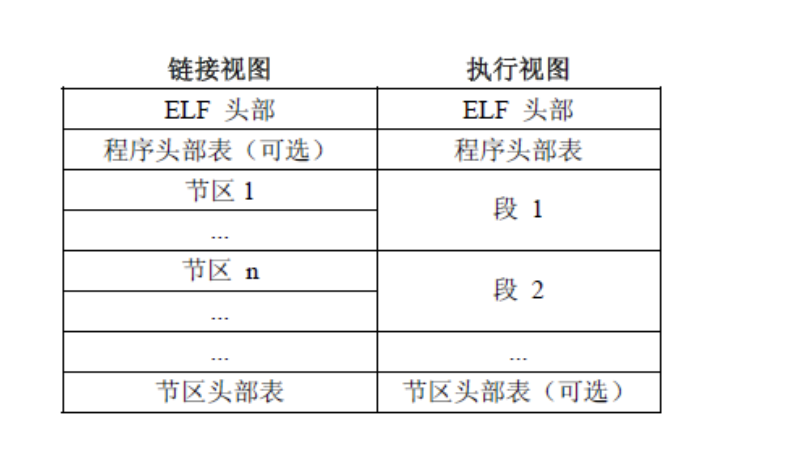 链接视图 执行视图
ELF 头部 ELF 头部
程序头部表（可选） 程序头部表
节区 1
段 1
...
节区 n
段 2
...
... ...
节区头部表 节区头部表（可选）